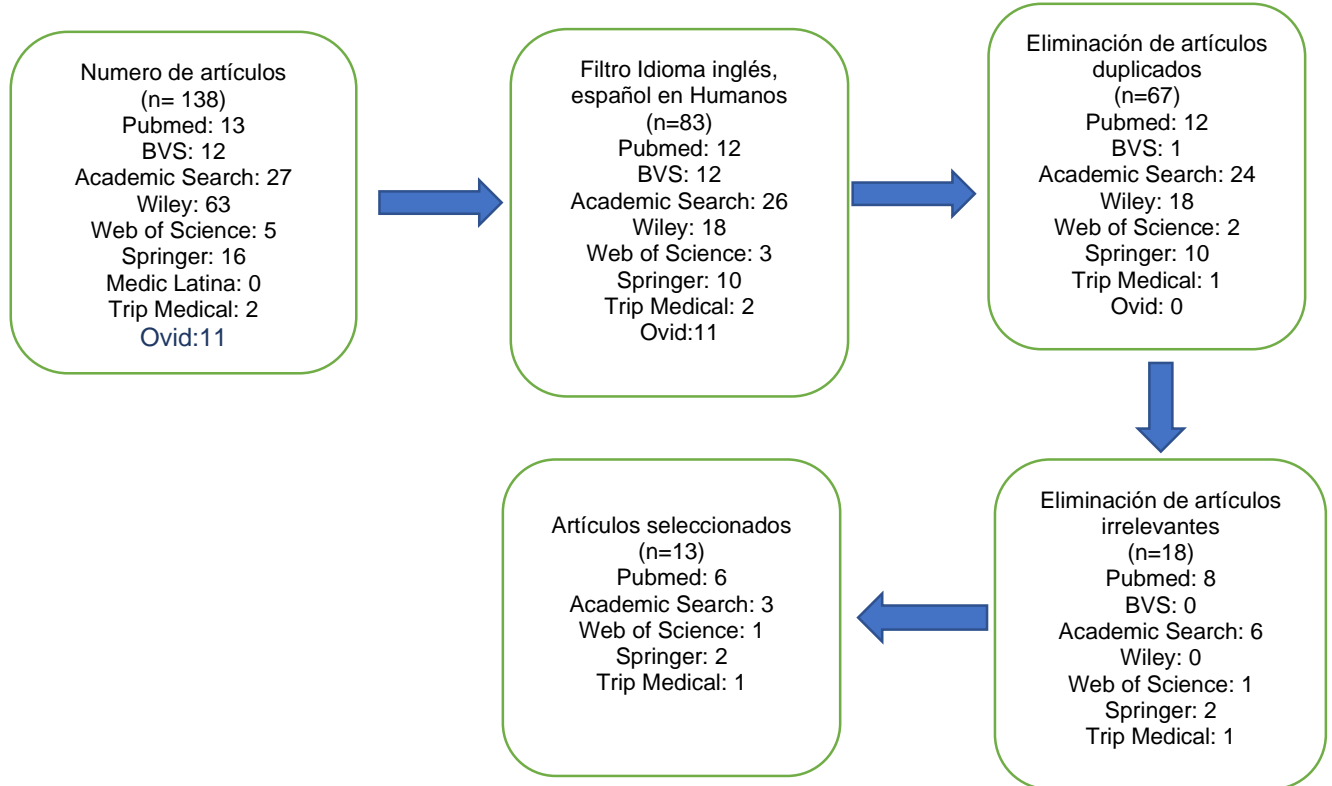 Numero de artículos
(n= 138)
Pubmed: 13
BVS: 12
Academic Search: 27
Wiley: 63
Web of Science: 5
Springer: 16
Medic Latina: 0
Trip Medical: 2
Ovid:11
Filtro Idioma inglés,
español en Humanos
(n=83)
Pubmed: 12
BVS: 12
Academic Search: 26
Wiley: 18
Web of Science: 3
Springer: 10
Trip Medical: 2
Ovid:11
Eliminación de artículos
duplicados
(n=67)
Pubmed: 12
BVS: 1
Academic Search: 24
Wiley: 18
Web of Science: 2
Springer: 10
Trip Medical: 1
Ovid: 0
Eliminación de artículos
irrelevantes
(n=18)
Pubmed: 8
BVS: 0
Academic Search: 6
Wiley: 0
Web of Science: 1
Springer: 2
Trip Medical: 1
Artículos seleccionados
(n=13)
Pubmed: 6
Academic Search: 3
Web of Science: 1
Springer: 2
Trip Medical: 1